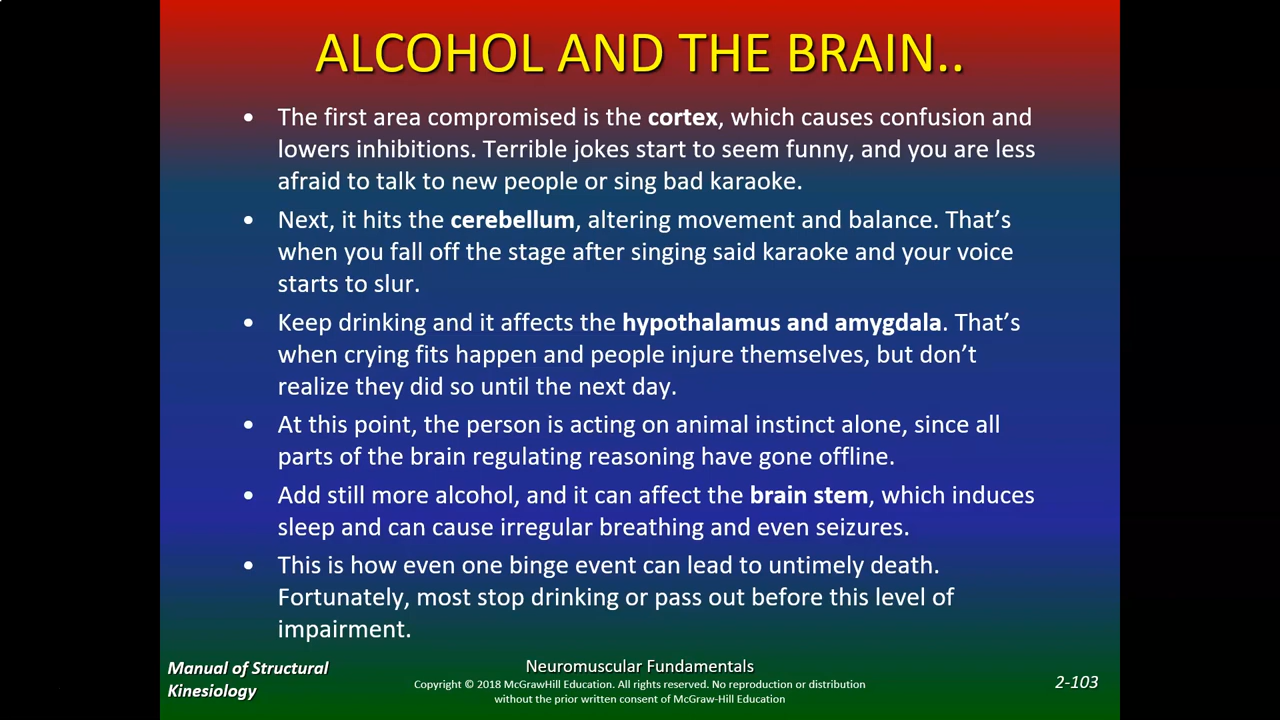 ALCOHOL AND THE BRAIN..
• The first area compromised is the cortex, which causes confusion and
lowers inhibitions. Terrible jokes start to seem funny, and you are less
afraid to talk to new people or sing bad karaoke.
• Next, it hits the cerebellum, altering movement and balance. That’s
when you fall off the stage after singing said karaoke and your voice
starts to slur.
• Keep drinking and it affects the hypothalamus and amygdala. That’s
when crying fits happen and people injure themselves, but don’t
realize they did so until the next day.
• At this point, the person is acting on animal instinct alone, since all
parts of the brain regulating reasoning have gone offline.
• Add still more alcohol, and it can affect the brain stem, which induces
sleep and can cause irregular breathing and even seizures.
• This is how even one binge event can lead to untimely death.
Fortunately, most stop drinking or pass out before this level of
impairment.
Manual of Structural
Kinesiology
Neuromuscular Fundamentals
Copyright © 2018 McGrawHill Education. All rights reserved. No reproduction or distribution
without the prior written consent of McGraw-Hill Education
2-103